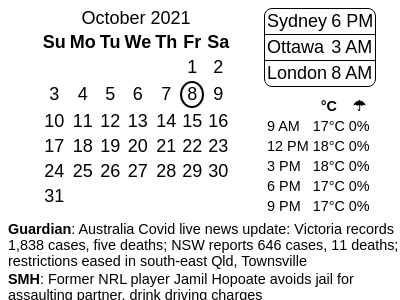 October 2021
Su Mo Tu We Th Fr Sa
1 2
3 4 5 6 7 8 9
10 11 12 13 14 15 16
17 18 19 20 21 22 23
24 25 26 27 28 29 30
31
Sydney 6 PM
Ottawa 3 AM
London 8 AM
°C ☂
9 AM 17°C 0%
12 PM 18°C 0%
3 PM 18°C 0%
6 PM 17°C 0%
9 PM 17°C 0%
Guardian: Australia Covid live news update: Victoria records
1,838 cases, five deaths; NSW reports 646 cases, 11 deaths;
restrictions eased in south-east Qld, Townsville
SMH: Former NRL player Jamil Hopoate avoids jail for
assaulting partner, drink driving charges